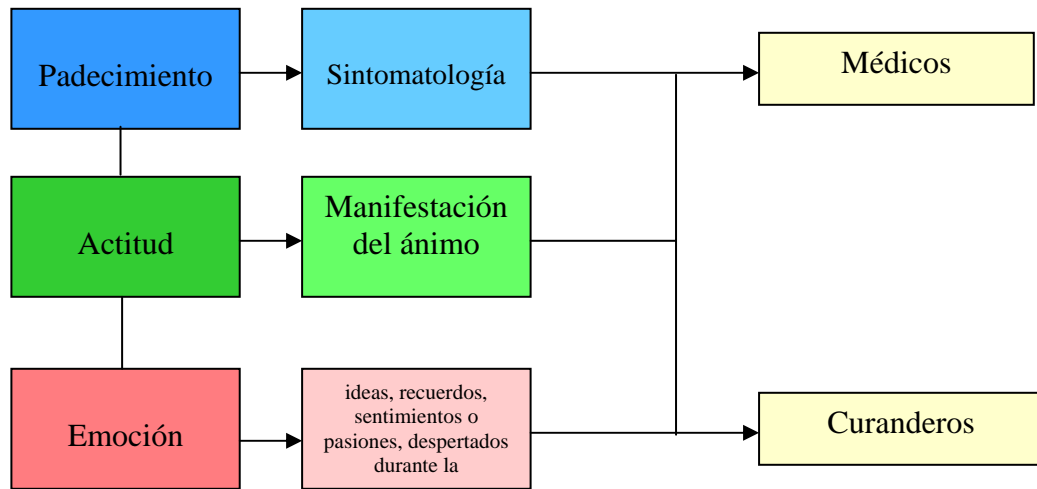 Padecimiento
Sintomatología
Médicos
Actitud
Manifestación
del ánimo
Emoción
ideas, recuerdos,
sentimientos o
pasiones, despertados
durante la
Curanderos